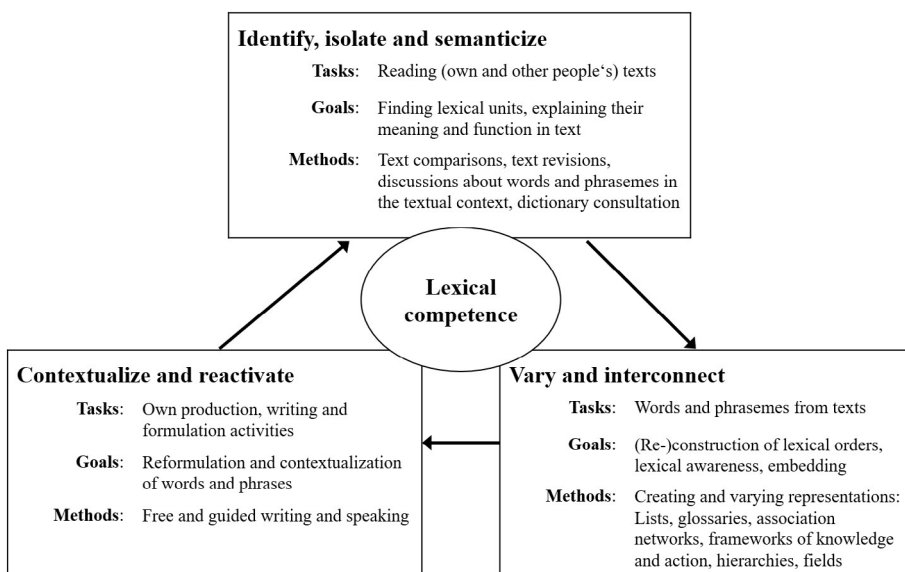 Identify, isolate and semanticize
Tasks: Reading (own and other people‘s) texts
Goals: Finding lexical units, explaining their
meaning and function in text
Methods: Text comparisons, text revisions,
discussions about words and phrasemes in
the textual context, dictionary consultation
Lexical
competence
Contextualize and reactivate
Tasks: Own production, writing and
formulation activities
Goals: Reformulation and contextualization
of words and phrases
Methods: Free and guided writing and speaking
Vary and interconnect
Tasks: Words and phrasemes from texts
Goals: (Re-)construction of lexical orders,
lexical awareness, embedding
Methods: Creating and varying representations:
Lists, glossaries, association
networks, frameworks of knowledge
and action, hierarchies, fields